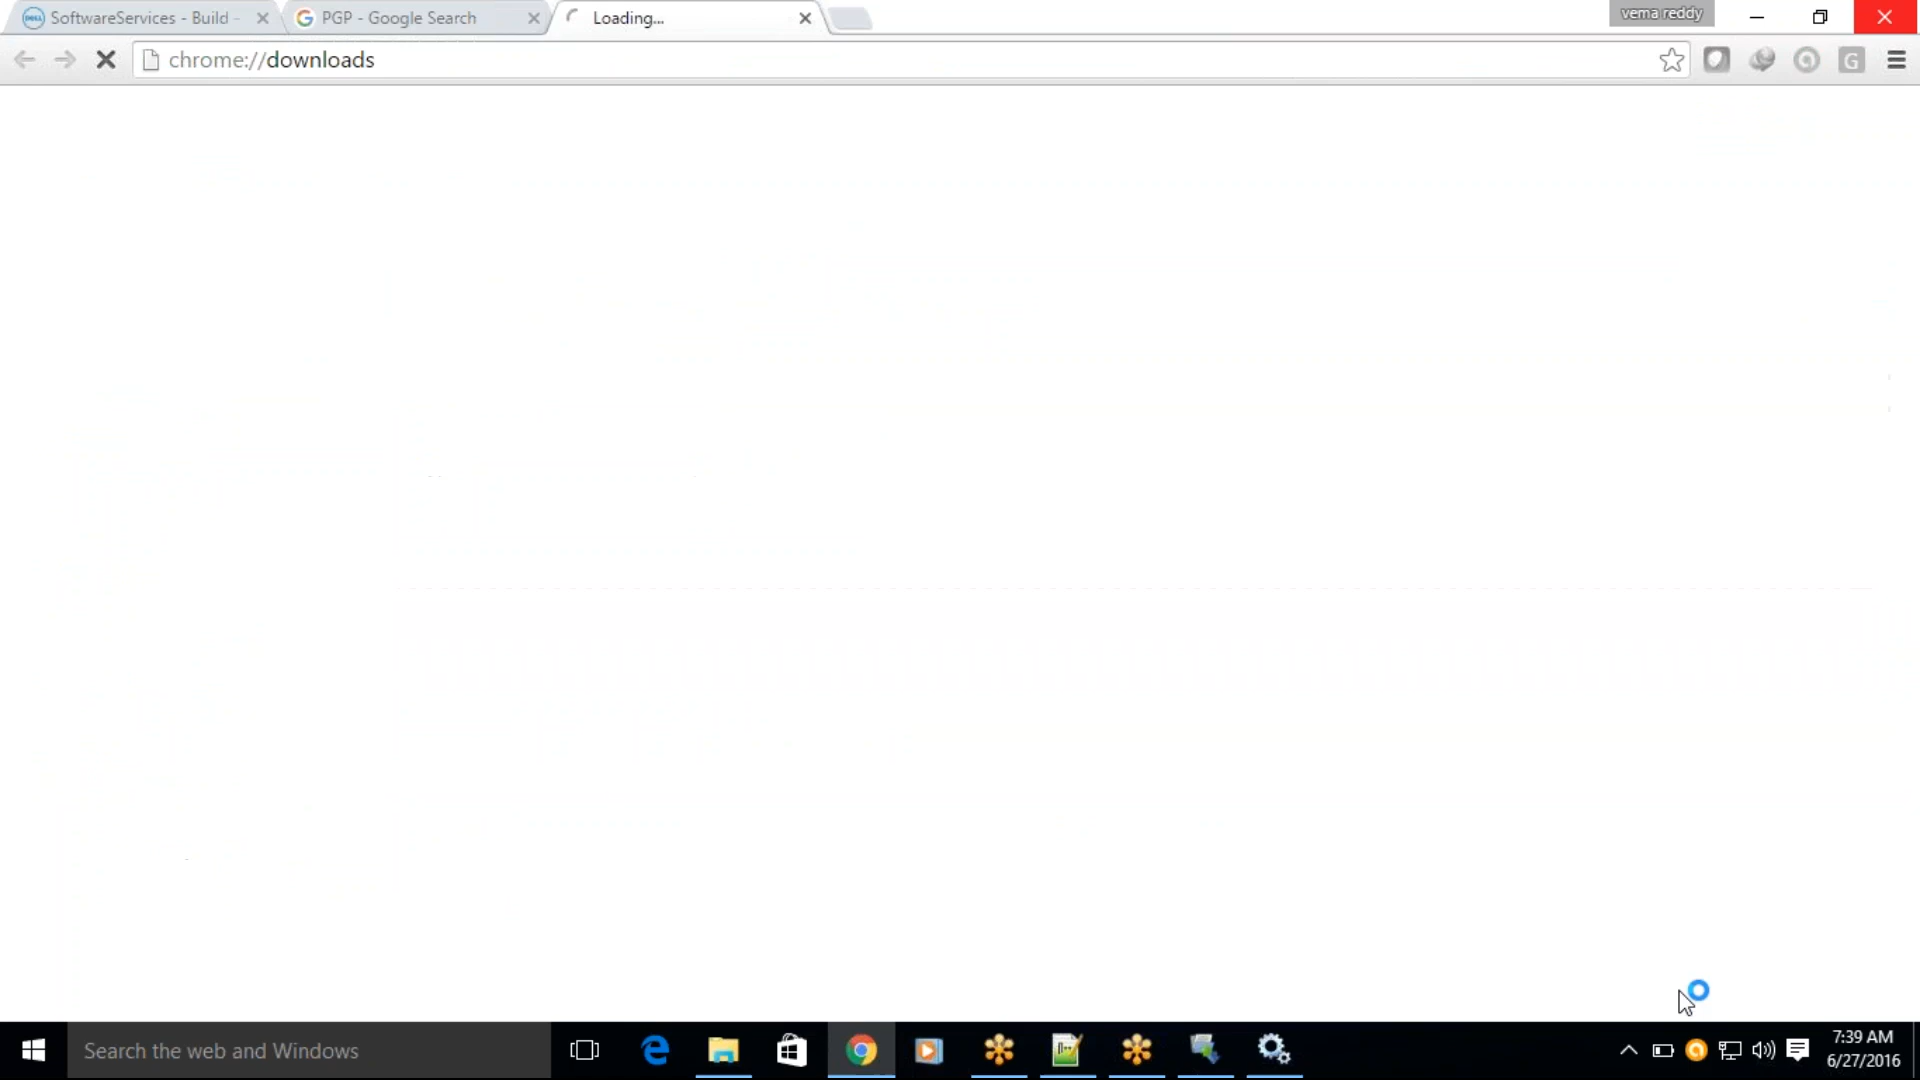 SoftwareServices - Build -
PGP - Google Search
Loading...
vema reddy
chrome://downloads
G
Search the web and Windows
7:39 AM
6/27/2016